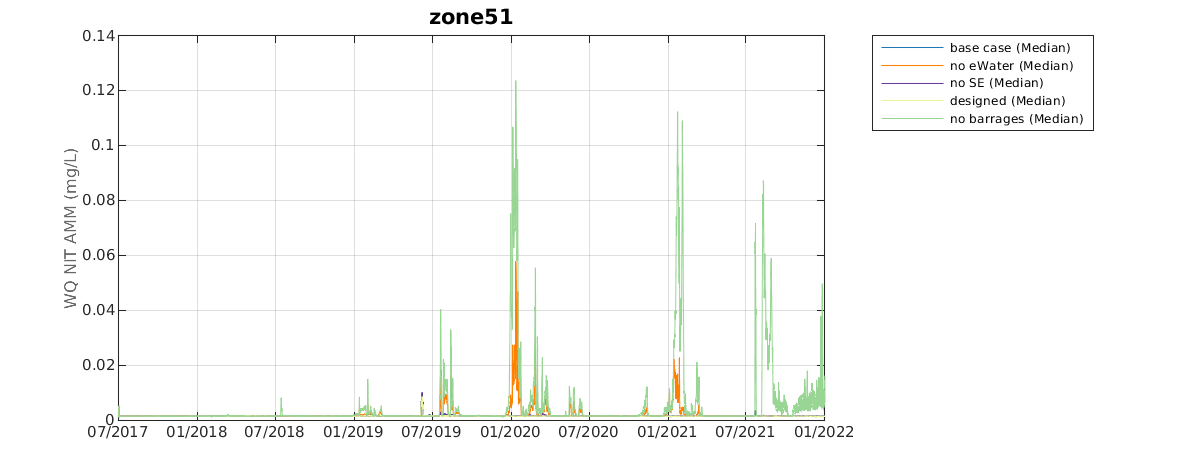 zone51
WQ NIT AMM (mg/L)
0.14
0.12
0.1
0.08
0.06
0.04
0.02
0
07/2017 01/2018 07/2018 01/2019 07/2019 01/2020 07/2020 01/2021 07/2021 01/2022
base case (Median)
no eWater (Median)
no SE (Median)
designed (Median)
no barrages (Median)